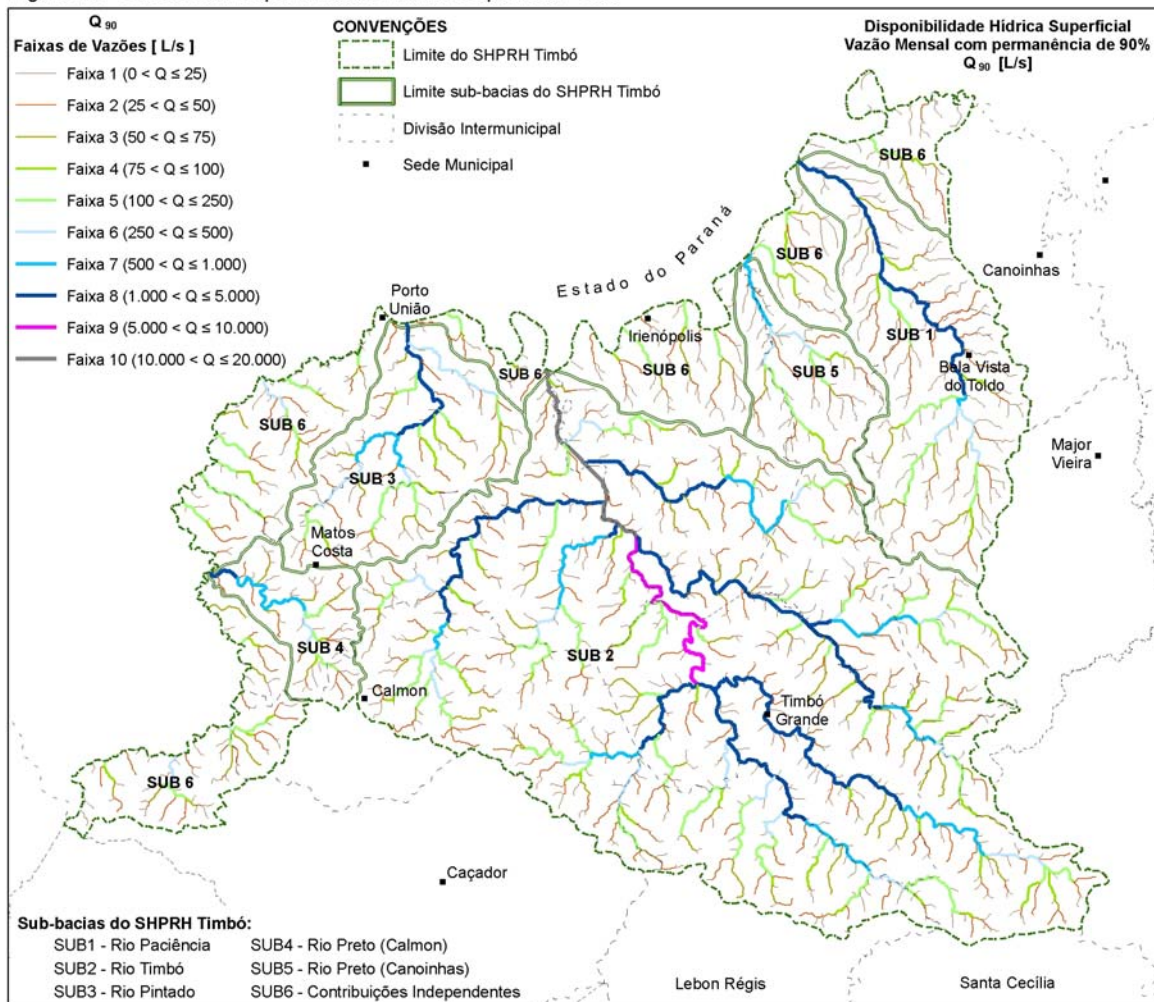 Q 90
Faixas de Vazões [ L/s ]
Faixa 1 (0 < Q ≤ 25)
Faixa 2 (25 < Q ≤ 50)
Faixa 3 (50 < Q ≤ 75)
Faixa 4 (75 < Q ≤ 100)
Faixa 5 (100 < Q ≤ 250)
Faixa 6 (250 < Q ≤ 500)
Faixa 7 (500 < Q ≤ 1.000)
Faixa 8 (1.000 < Q ≤ 5.000)
Faixa 9 (5.000 < Q ≤ 10.000)
Faixa 10 (10.000 < Q ≤ 20.000)
CONVENÇÕES
Limite do SHPRH Timbó
Limite sub-bacias do SHPRH Timbó
Divisão Intermunicipal
Sede Municipal
Disponibilidade Hídrica Superficial
Vazão Mensal com permanência de 90%
Q 90 [L/s]
SUB 6
Estado do Paraná
Canoinhas
SUB 6
Porto
União
Irienópolis
SUB 1
Bela Vista
do Toldo
SUB 6
SUB 6
SUB 5
SUB 6
Major
Vieira
SUB 3
Matos
Costa
SUB 4
SUB 2
Calmon
Timbó
Grande
SUB 6
Caçador
Lebon Régis
Santa Cecília
Sub-bacias do SHPRH Timbó:
SUB1 - Rio Paciência
SUB2 - Rio Timbó
SUB3 - Rio Pintado
SUB4 - Rio Preto (Calmon)
SUB5 - Rio Preto (Canoinhas)
SUB6 - Contribuições Independentes